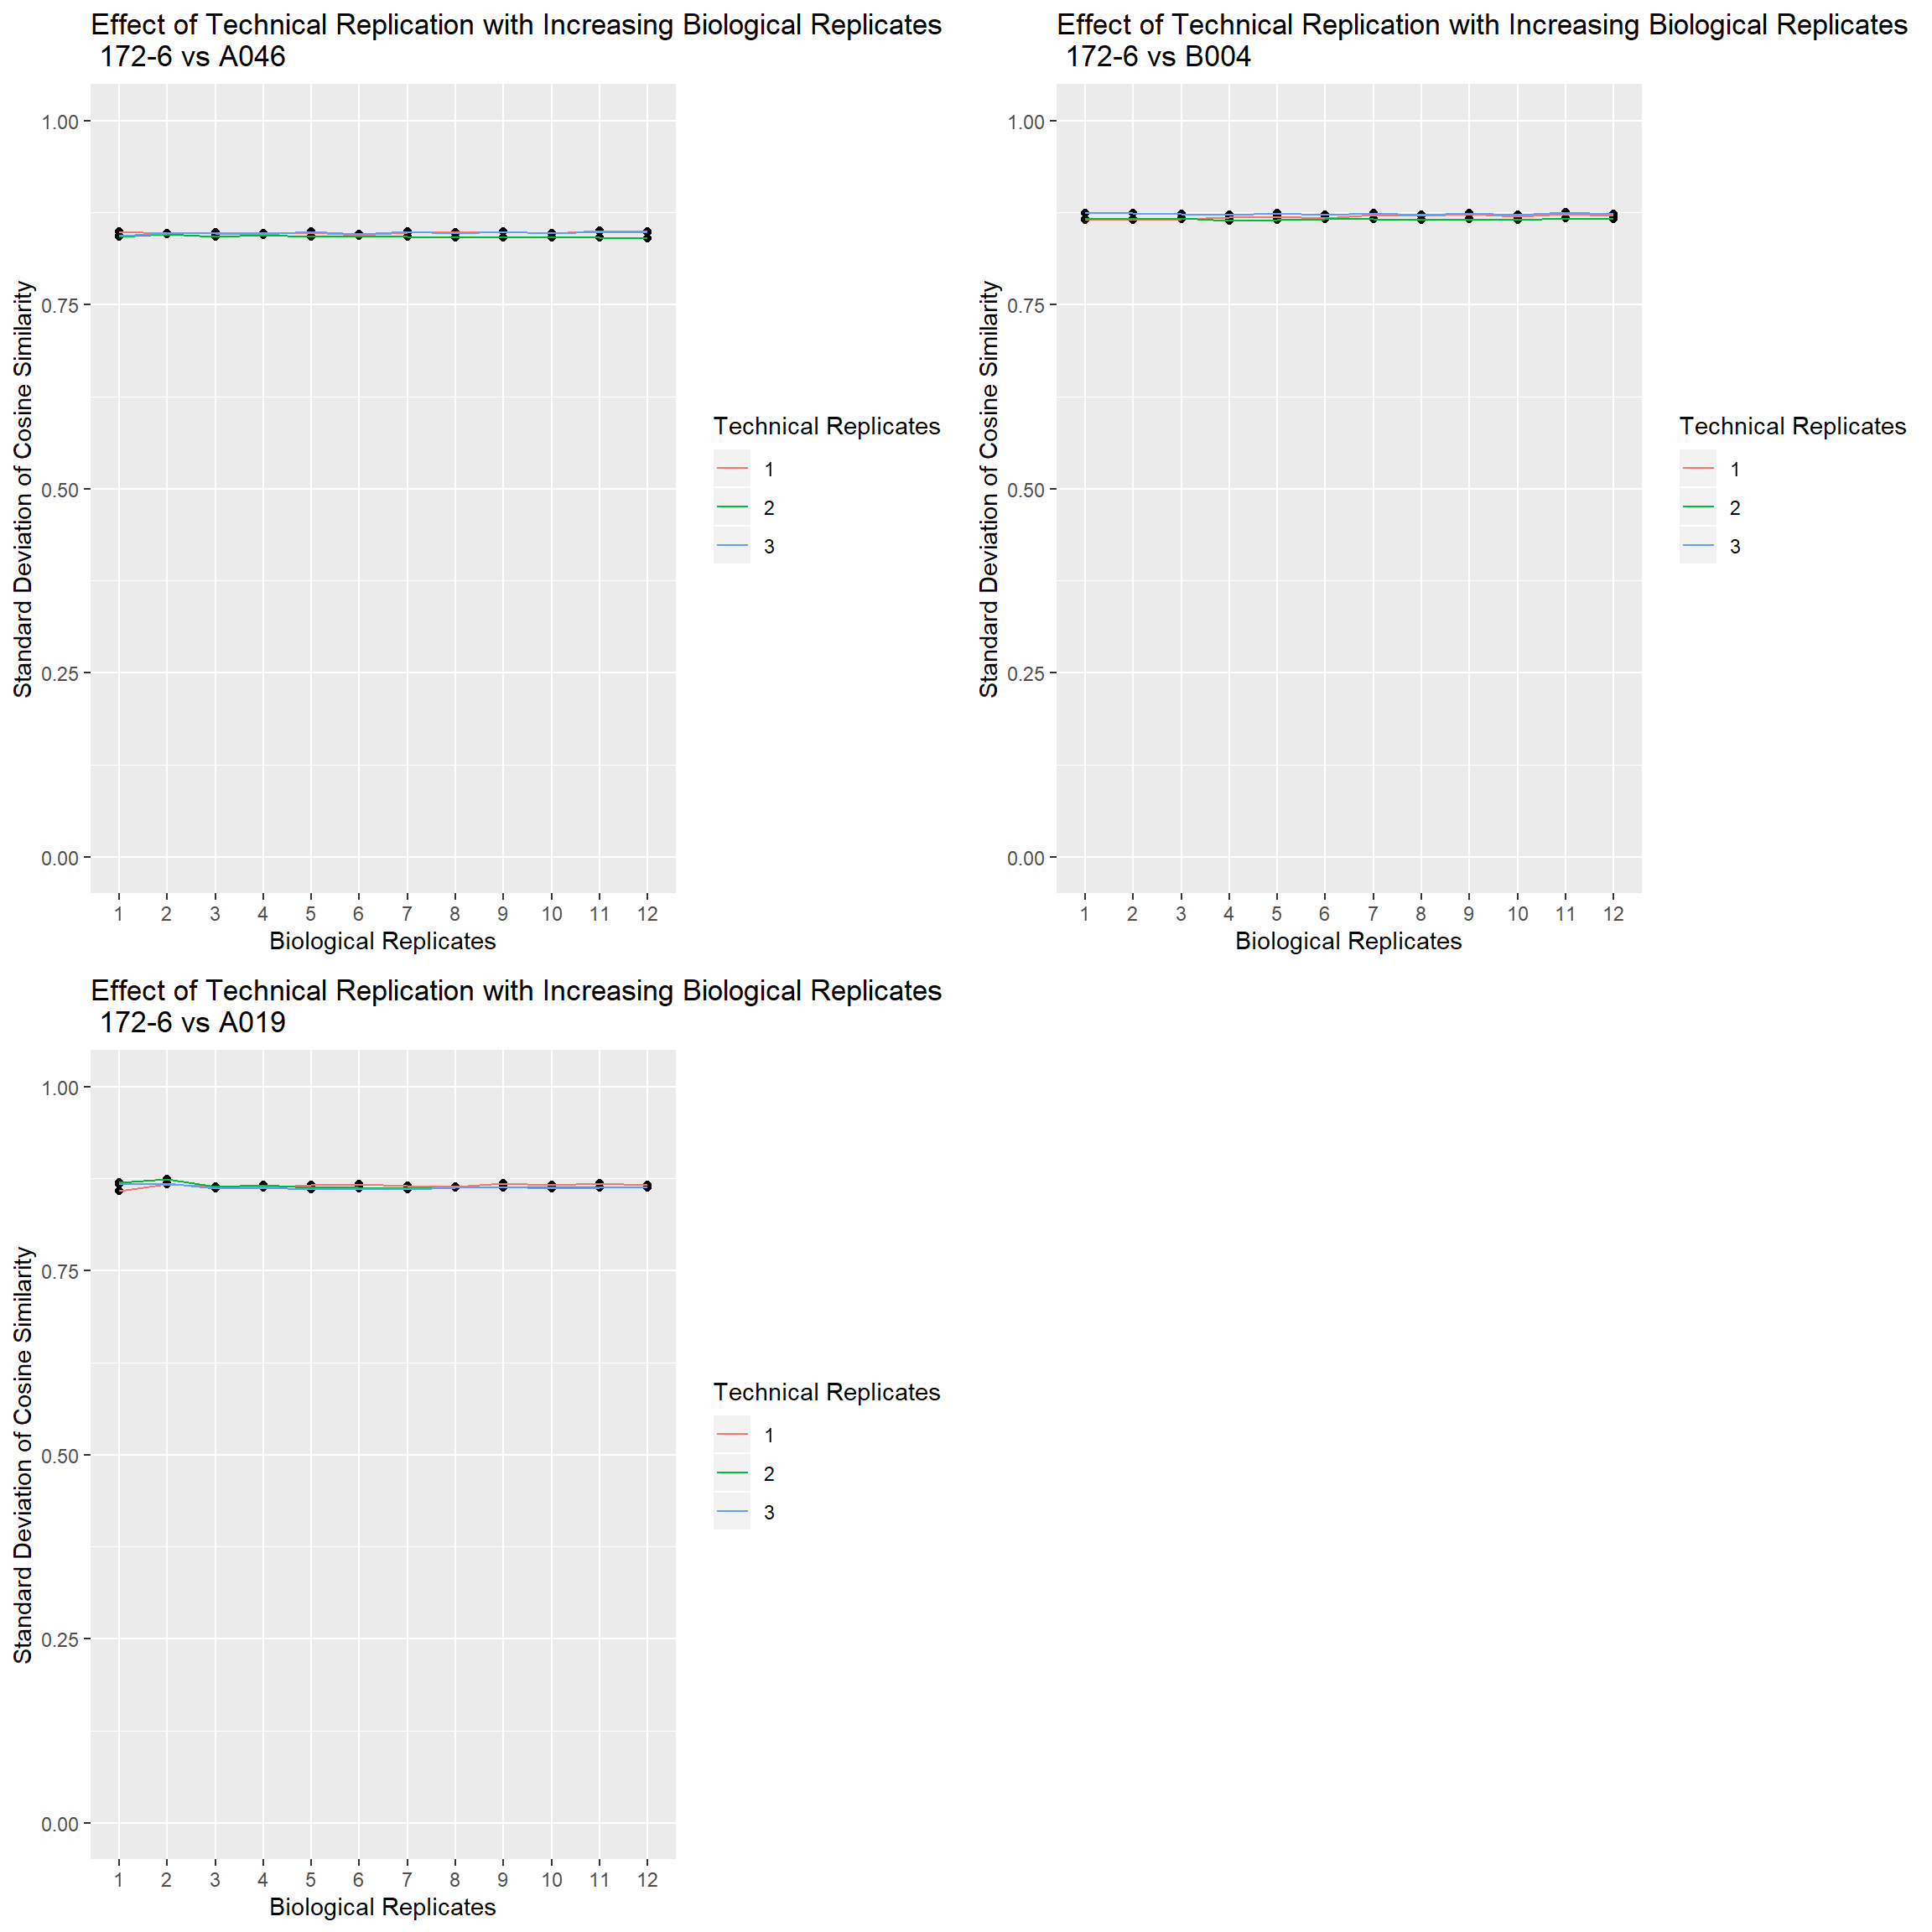 Effect of Technical Replication with Increasing Biological Replicates
172-6 vs A046
Standard Deviation of Cosine Similarity
1.00
0.75
0.50
0.25
0.00
1 2 3 4 5 6 7 8 9 10 11 12
Biological Replicates
Technical Replicates
1
2
3
Effect of Technical Replication with Increasing Biological Replicates
172-6 vs B004
Standard Deviation of Cosine Similarity
1.00
0.75
0.50
0.25
0.00
1 2 3 4 5 6 7 8 9 10 11 12
Biological Replicates
Technical Replicates
1
2
3
Effect of Technical Replication with Increasing Biological Replicates
172-6 vs A019
Standard Deviation of Cosine Similarity
1.00
0.75
0.50
0.25
0.00
1 2 3 4 5 6 7 8 9 10 11 12
Biological Replicates
Technical Replicates
1
2
3